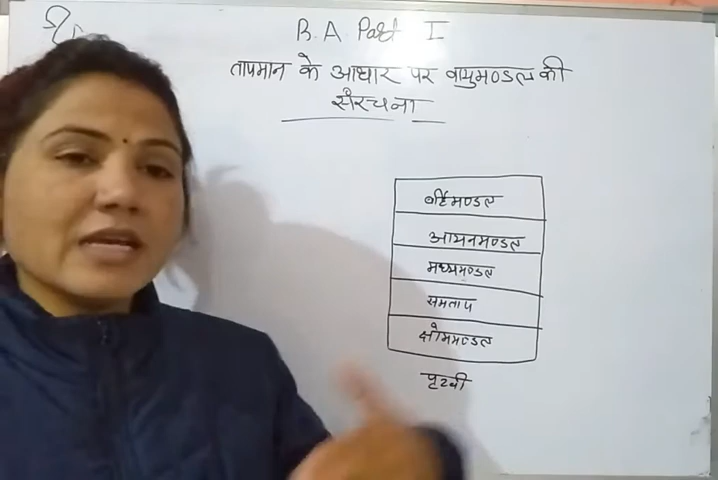 B.A Part I
तापमान के आधार पर वायुमण्डल की
संरचना
बर्हिमण्डल
आयनमण्डल
मध्यमण्डल
समताप
क्षोभमण्डल
पृथ्वी